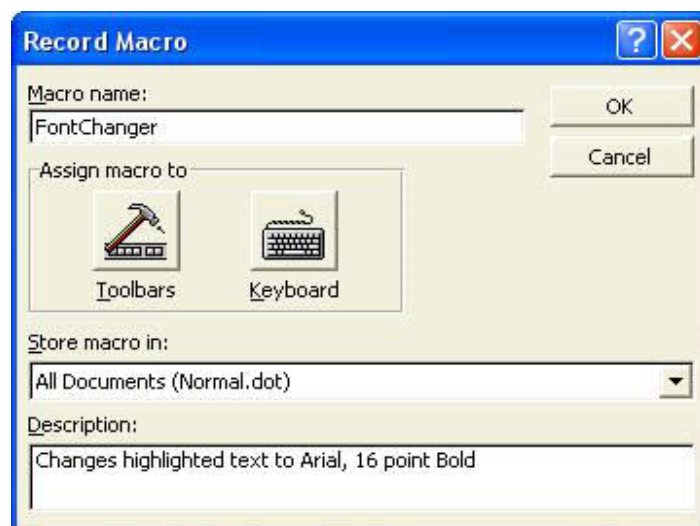 Record Macro
Macro name:
OK
FontChanger
Cancel
Assign macro to
Toolbars
Keyboard
Store macro in:
All Documents (Normal.dot)
Description:
Changes highlighted text to Arial, 16 point Bold